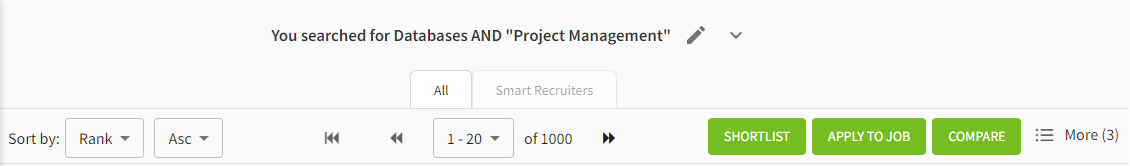 You searched for Databases AND "Project Management"
All Smart Recruiters
Sort by: Rank Asc 1 - 20 of 1000 SHORTLIST APPLY TO JOB COMPARE More (3)